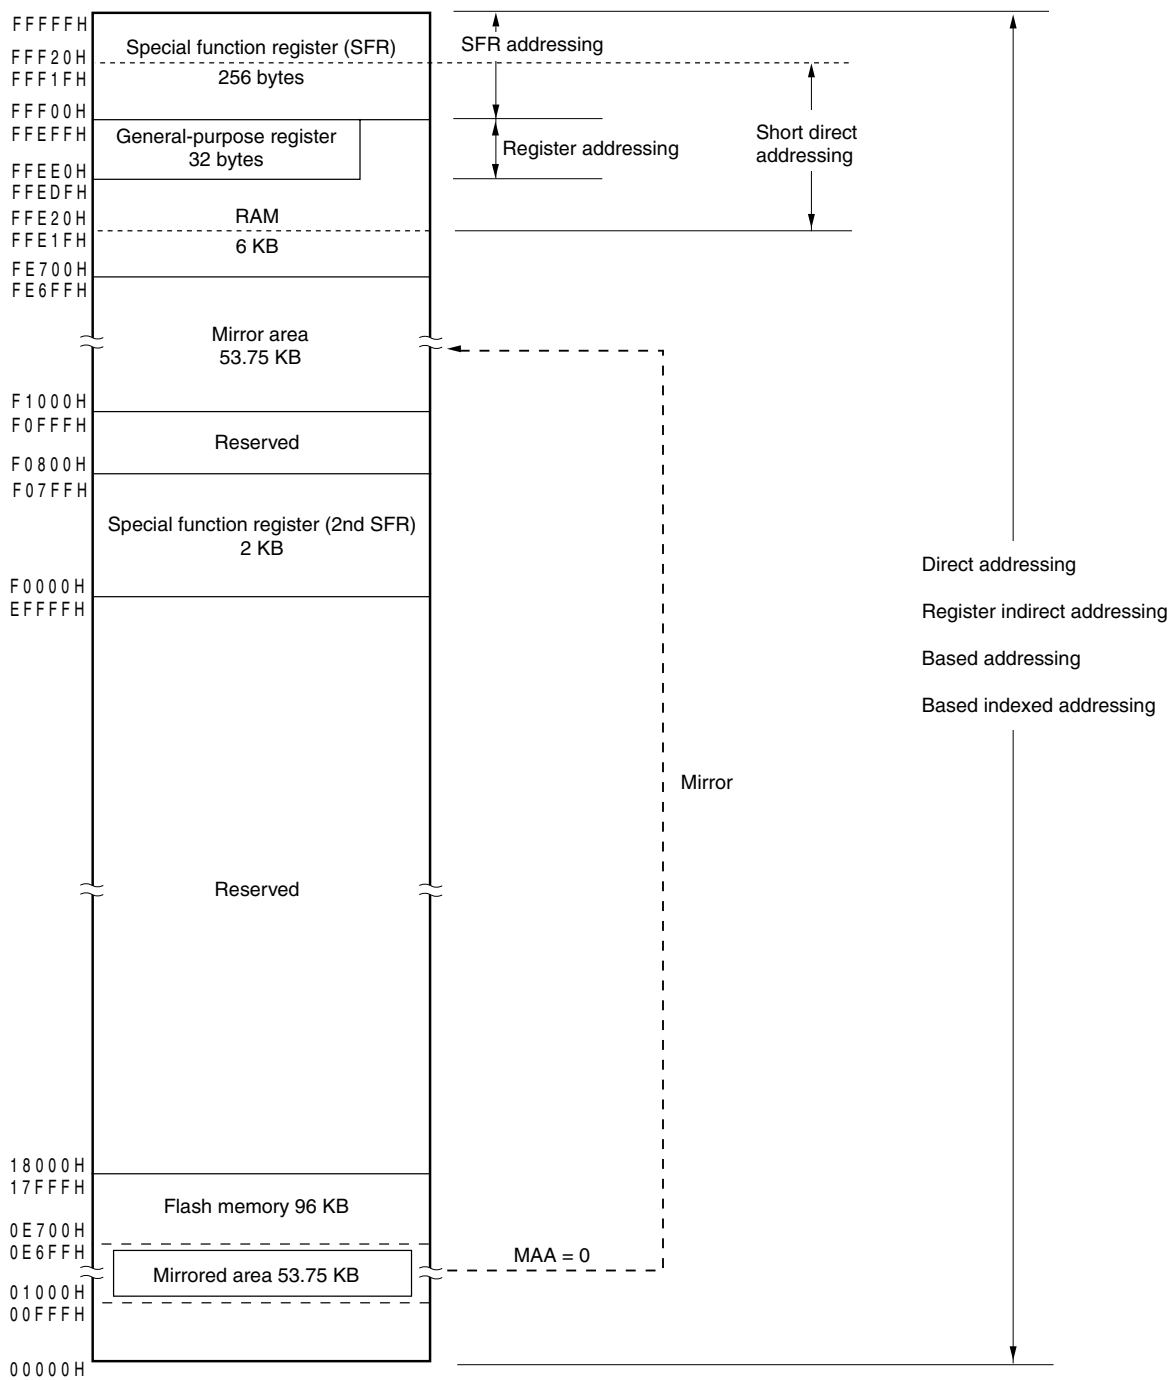 FFFFFH
Special function register (SFR)
256 bytes
SFR addressing
FFF20H
FFF1FH
FFF00H
FFEFFH
General-purpose register
32 bytes
Register addressing
Short direct
addressing
FFEE0H
FFEDFH
FFE20H
RAM
6 KB
FFE1FH
FE700H
FE6FFH
Mirror area
53.75 KB
F1000H
F0FFFH
Reserved
F0800H
F07FFH
Special function register (2nd SFR)
2 KB
F0000H
EFFFFH
Direct addressing
Register indirect addressing
Based addressing
Based indexed addressing
Mirror
Reserved
18000H
17FFFH
Flash memory 96 KB
0E700H
0E6FFH
MAA = 0
Mirrored area 53.75 KB
01000H
00FFFH
00000H